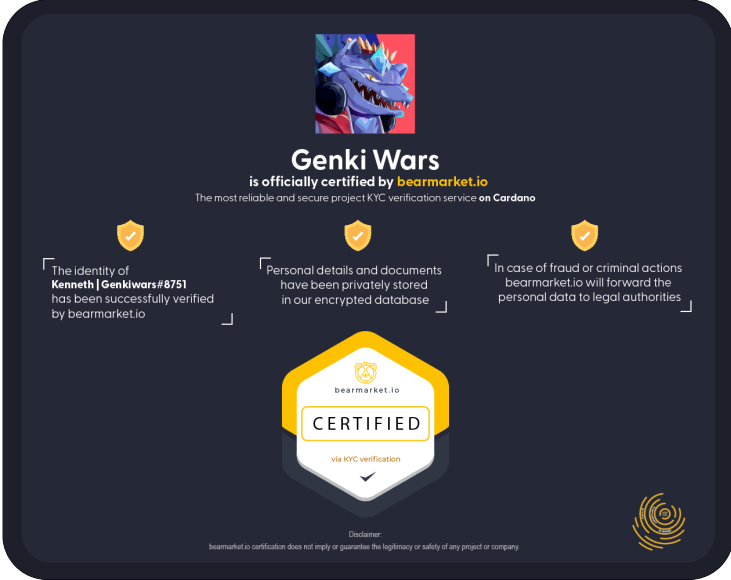 Genki Wars
is officially certified by bearmarket.io
The most reliable and secure project KYC verification service on Cardano
The identity of
Kenneth | Genkiwars#8751
has been successfully verified
by bearmarket.io
Personal details and documents
have been privately stored
in our encrypted database
In case of fraud or criminal actions
bearmarket.io will forward the
personal data to legal authorities
bearmarket.io
CERTIFIED
via KYC verification
Disclaimer:
bearmarket.io certification does not imply or guarantee the legitimacy or safety of any project or company.